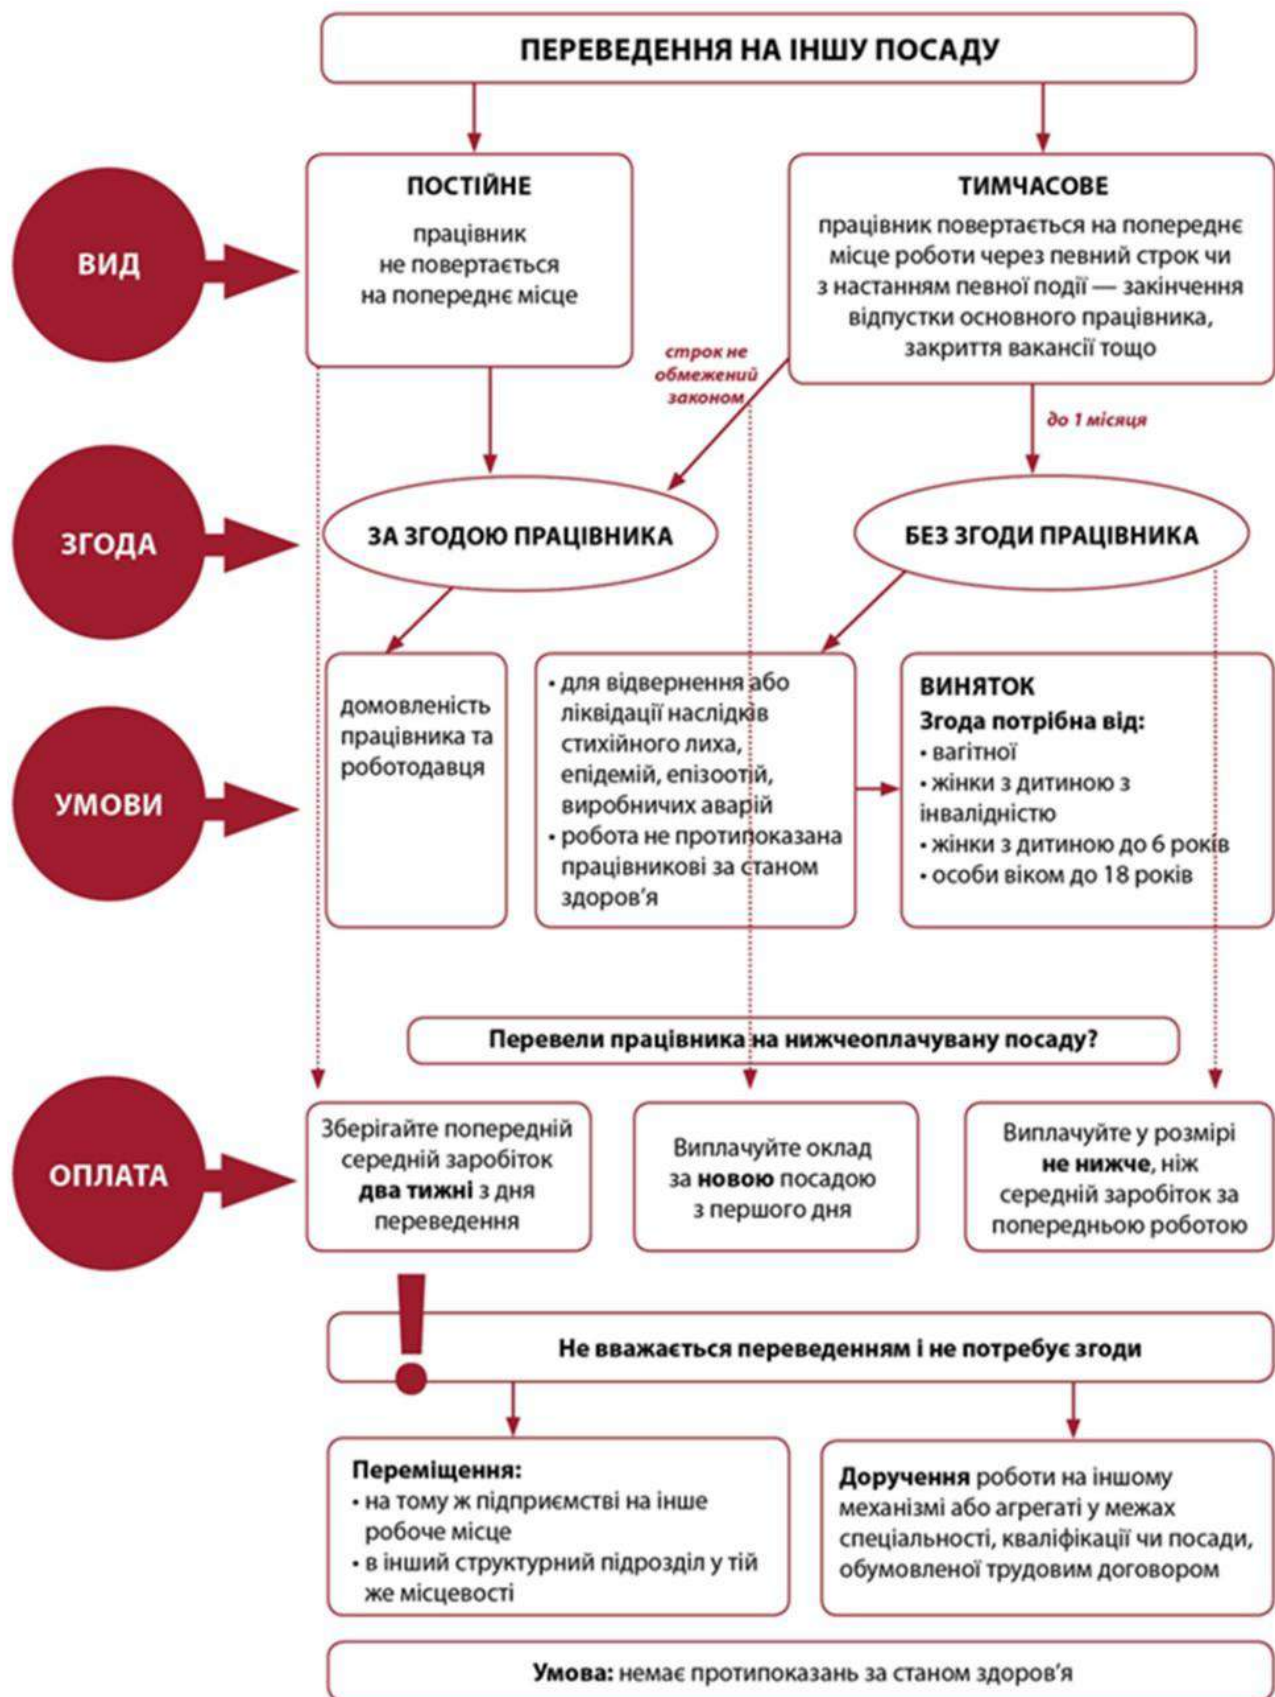 ПЕРЕВЕДЕННЯ НА ІНШУ ПОСАДУ
ВИД
ПОСТІЙНЕ
працівник
не повертається
на попереднє місце
ТИМЧАСОВЕ
працівник повертається на попереднє
місце роботи через певний строк чи
з настанням певної події — закінчення
відпустки основного працівника,
закриття вакансії тощо
строк не
обмежений
законом
до 1 місяця
ЗГОДА
ЗА ЗГОДОЮ ПРАЦІВНИКА
БЕЗ ЗГОДИ ПРАЦІВНИКА
УМОВИ
домовленість
працівника та
роботодавця
• для відвернення або
ліквідації наслідків
стихійного лиха,
епідемій, епізоотій,
виробничих аварій
• робота не протипоказана
працівникові за станом
здоров’я
ВИНЯТОК
Згода потрібна від:
• вагітної
• жінки з дитиною з
інвалідністю
• жінки з дитиною до 6 років
• особи віком до 18 років
Перевели працівника на нижчеоплачувану посаду?
ОПЛАТА
Зберігайте попередній
середній заробіток
два тижні з дня
переведення
Виплачуйте оклад
за новою посадою
з першого дня
Виплачуйте у розмірі
не нижче, ніж
середній заробіток за
попередньою роботою
!
Не вважається переведенням і не потребує згоди
Переміщення:
• на тому ж підприємстві на інше
робоче місце
• в інший структурний підрозділ у тій
же місцевості
Доручення роботи на іншому
механізмі або агрегаті у межах
спеціальності, кваліфікації чи посади,
обумовленої трудовим договором
Умова: немає протипоказань за станом здоров’я